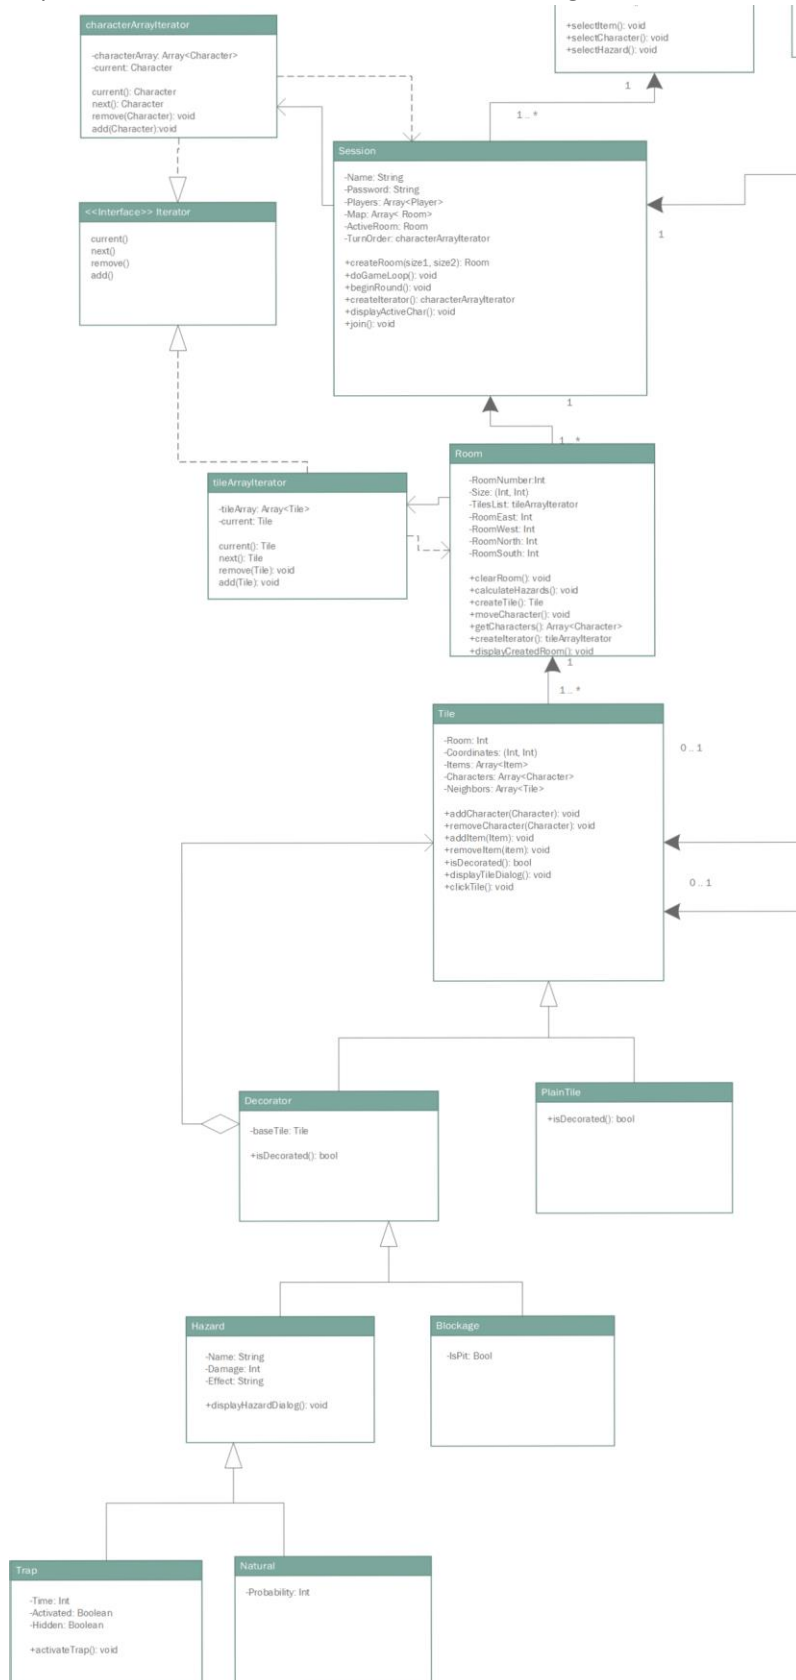 characterArrayIterator
-characterArray: Array<Character>
-current: Character
current(): Character
next(): Character
remove(Character): void
add(Character):void
+selectItem(): void
+selectCharacter(): void
+selectHazard(): void
1
1..*
Session
-Name: String
-Password: String
-Players: Array<Player>
-Map: Array< Room>
-ActiveRoom: Room
-TurnOrder: characterArrayIterator
+createRoom(size1, size2): Room
+doGameLoop(): void
+beginRound(): void
+createIterator(): characterArrayIterator
+displayActiveChar(): void
+join(): void
1
<<Interface>> Iterator
current()
next()
remove()
add()
1
1..*
Room
-RoomNumber:Int
-Size: (Int, Int)
-TilesList: tileArrayIterator
-RoomEast: Int
-RoomWest: Int
-RoomNorth: Int
-RoomSouth: Int
+clearRoom(): void
+calculateHazards(): void
+createTile(): Tile
+moveCharacter(): void
+getCharacters(): Array<Character>
+createIterator(): tileArrayIterator
+displayCreatedRoom(): void
tileArrayIterator
-tileArray: Array<Tile>
-current: Tile
current(): Tile
next(): Tile
remove(Tile): void
add(Tile): void
1
1..*
Tile
-Room: Int
-Coordinates: (Int, Int)
-Items: Array<Item>
-Characters: Array<Character>
-Neighbors: Array<Tile>
+addCharacter(Character): void
+removeCharacter(Character): void
+addItem(Item): void
+removeItem(item): void
+isDecorated(): bool
+displayTileDialog(): void
+clickTile(): void
0..1
0..1
Decorator
-baseTile: Tile
+isDecorated(): bool
PlainTile
+isDecorated(): bool
Hazard
-Name: String
-Damage: Int
-Effect: String
+displayHazardDialog(): void
Blockage
-IsPit: Bool
Trap
-Time: Int
-Activated: Boolean
-Hidden: Boolean
+activateTrap(): void
Natural
-Probability: Int